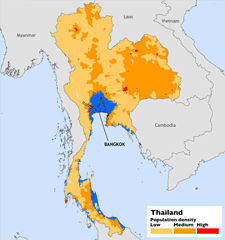 Laos
Vietnam
Myanmar
Cambodia
BANGKOK
Thailand
Population density
Low Medium High